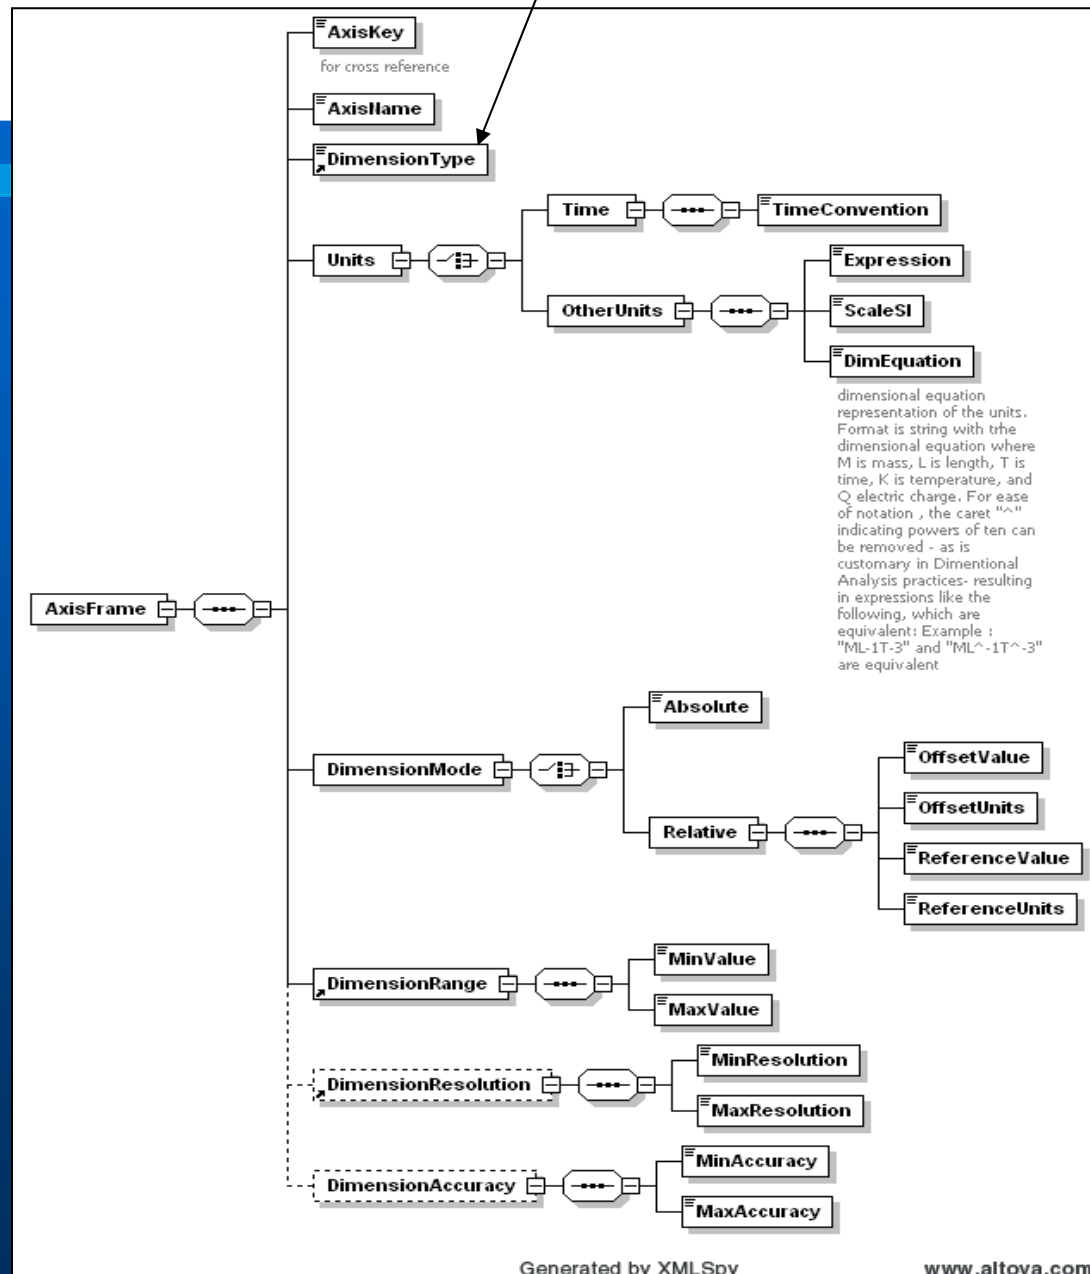 AxisKey
for cross reference
AxisName
DimensionType
Units
Time
TimeConvention
OtherUnits
Expression
ScaleSI
DimEquation
dimensional equation
representation of the units.
Format is string with trhe
dimensional equation where
M is mass, L is length, T is
time, K is temperature, and
Q electric charge. For ease
of notation , the caret "^"
indicating powers of ten can
be removed - as is
customary in Dimentional
Analysis practices- resulting
in expressions like the
following, which are
equivalent: Example :
"ML-1T-3" and "ML^-1T^-3"
are equivalent
AxisFrame
DimensionMode
Absolute
Relative
OffsetValue
OffsetUnits
ReferenceValue
ReferenceUnits
DimensionRange
MinValue
MaxValue
DimensionResolution
MinResolution
MaxResolution
DimensionAccuracy
MinAccuracy
MaxAccuracy
Generated by XMLSpy www.altova.com